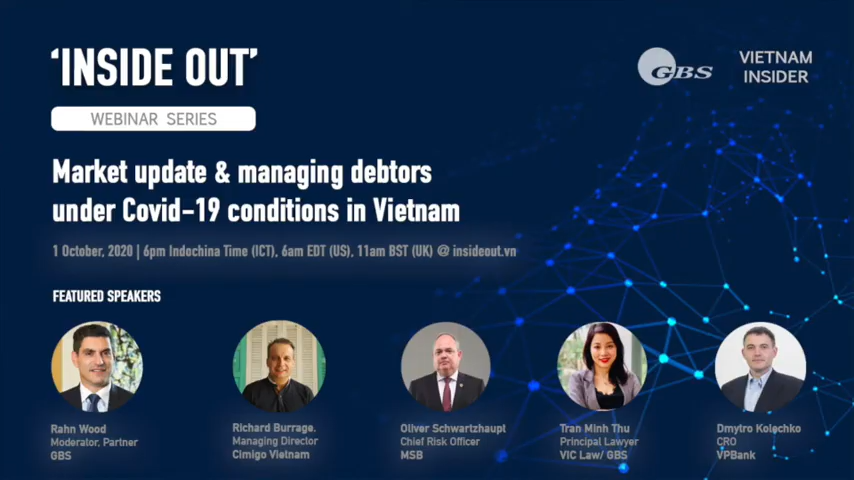 'INSIDE OUT'
GBS
VIETNAM
INSIDER
WEBINAR SERIES
Market update & managing debtors
under Covid-19 conditions in Vietnam
1 October, 2020 | 6pm Indochina Time (ICT), 6am EDT (US), 11am BST (UK) @ insideout.vn
FEATURED SPEAKERS
Rahn Wood
Moderator, Partner
GBS
Richard Burrage.
Managing Director
Cimigo Vietnam
Oliver Schwartzhaupt
Chief Risk Officer
MSB
Tran Minh Thu
Principal Lawyer
VIC Law/ GBS
Dmytro Kolechko
CRO
VPBank